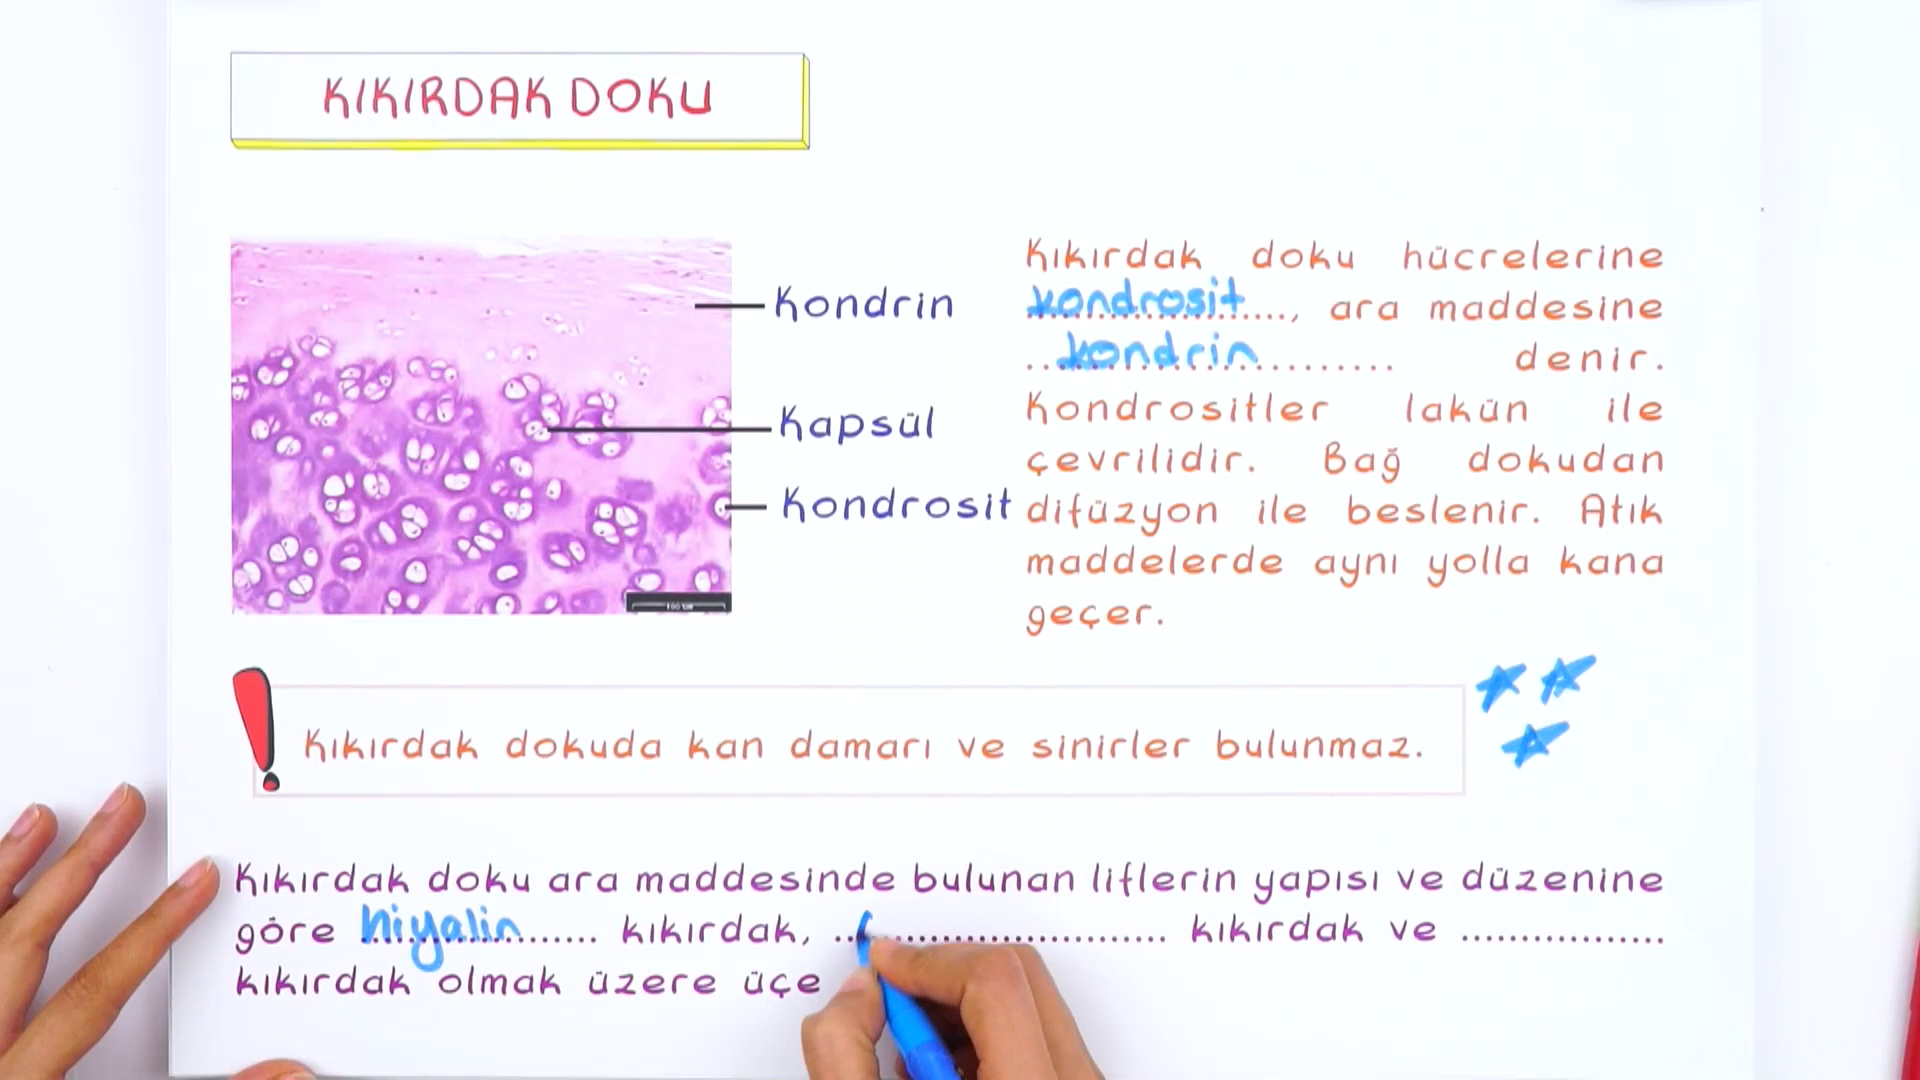 KIKIRDAK DOKU
Kondrin
Kapsül
Kondrosit
Kıkırdak doku hücrelerine
kondrosit......, ara maddesine
..kondrin......... denir.
Kondrositler lakün ile
çevrilidir. Bağ dokudan
difüzyon ile beslenir. Atık
maddelerde aynı yolla kana
geçer.
Kıkırdak dokuda kan damarı ve sinirler bulunmaz.
Kıkırdak doku ara maddesinde bulunan liflerin yapısı ve düzenine
göre hiyalin...... kıkırdak, ........................ kıkırdak ve .................
kıkırdak olmak üzere üçe